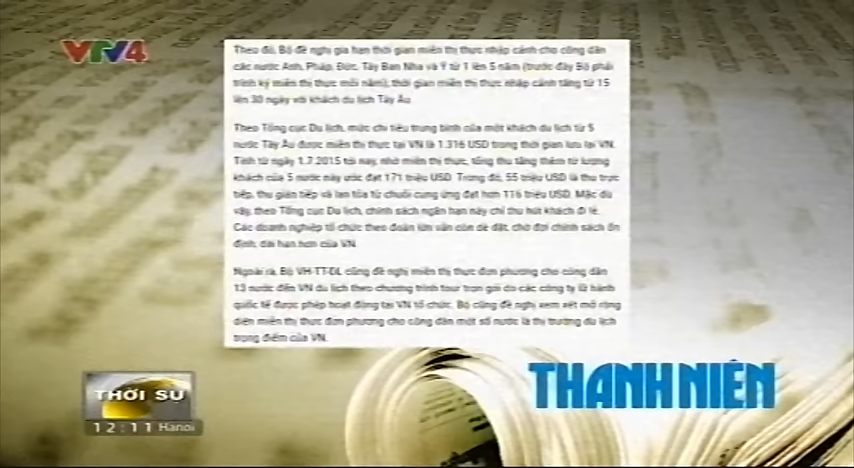 VTV4
Theo đó, Bộ đề nghị gia hạn thời gian miễn thị thực nhập cảnh cho công dân
các nước Anh, Pháp, Đức, Tây Ban Nha và Ý từ 1 lên 5 năm (trước đây Bộ phải
trình ký miễn thị thực mỗi năm), thời gian miễn thị thực nhập cảnh tăng từ 15
lên 30 ngày với khách du lịch Tây Âu.
Theo Tổng cục Du lịch, mức chi tiêu trung bình của một khách du lịch từ 5
nước Tây Âu được miễn thị thực tại VN là 1.316 USD trong thời gian lưu lại VN.
Tính từ ngày 1.7.2015 tới nay, nhờ miễn thị thực, tổng thu tăng thêm từ lượng
khách của 5 nước này ước đạt 171 triệu USD. Trong đó, 55 triệu USD là thu trực
tiếp, thu gián tiếp và lan tỏa từ chuỗi cung ứng đạt hơn 116 triệu USD. Mặc dù
vậy, theo Tổng cục Du lịch, chính sách ngắn hạn này chỉ thu hút khách đi lẻ.
Các doanh nghiệp tổ chức theo đoàn lớn vẫn còn dè dặt, chờ đợi chính sách ổn
định, dài hạn hơn của VN.
Ngoài ra, Bộ VH-TT-DL cũng đề nghị miễn thị thực đơn phương cho công dân
13 nước đến VN du lịch theo chương trình tour trọn gói do các công ty lữ hành
quốc tế được phép hoạt động tại VN tổ chức. Bộ cũng đề nghị xem xét mở rộng
diện miễn thị thực đơn phương cho công dân một số nước là thị trường du lịch
trọng điểm của VN.
THANH NIÊN
THỜI SỰ
12:11 Hanoi